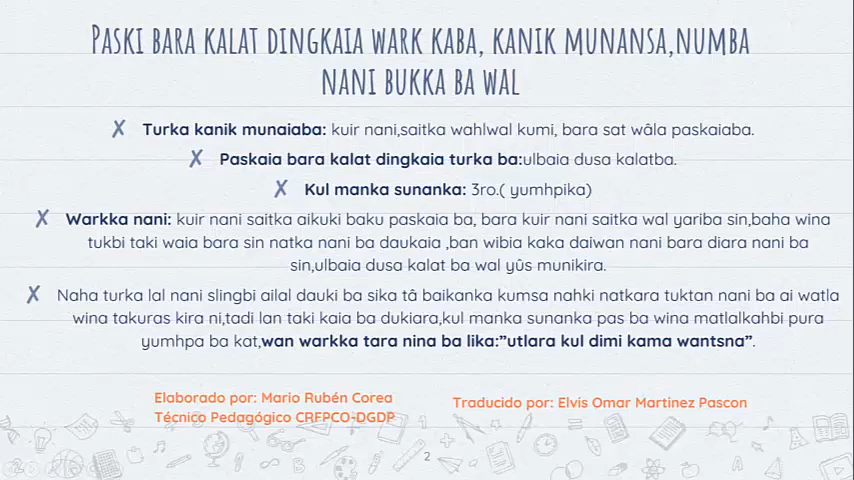 PASKI BARA KALAT DINGKAIA WARK KABA, KANIK MUNANSA,NUMBA
NANI BUKKA BA WAL
✗ Turka kanik munaiaba: kuir nani,saitka wahlwal kumi, bara sat wâla paskaiaba.
✗ Paskaia bara kalat dingkaia turka ba:ulbaia dusa kalatba.
✗ Kul manka sunanka: 3ro.( yumhpika)
✗ Warkka nani: kuir nani saitka aikuki baku paskaia ba, bara kuir nani saitka wal yariba sin,baha wina
tukbi taki waia bara sin natka nani ba daukaia ,ban wibia kaka daiwan nani bara diara nani ba
sin,ulbaia dusa kalat ba wal yûs munikira.
✗ Naha turka lal nani slingbi ailal dauki ba sika tâ baikanka kumsa nahki natkara tuktan nani ba ai watla
wina takuras kira ni,tadi lan taki kaia ba dukiara,kul manka sunanka pas ba wina matlalkahbi pura
yumhpa ba kat,wan warkka tara nina ba lika:”utlara kul dimi kama wantsna”.
Elaborado por: Mario Rubén Corea
Técnico Pedagógico CRFPCO-DGDP
Traducido por: Elvis Omar Martinez Pascon
2